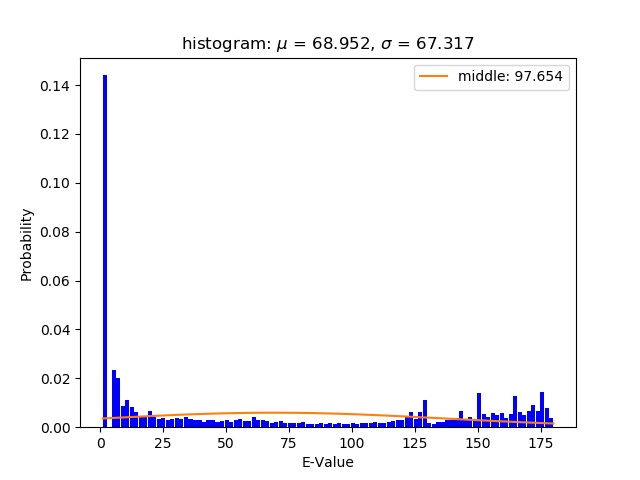 histogram: μ = 68.952, σ = 67.317
middle: 97.654
0.14
0.12
0.10
0.08
0.06
0.04
0.02
0.00
Probability
0 25 50 75 100 125 150 175
E-Value